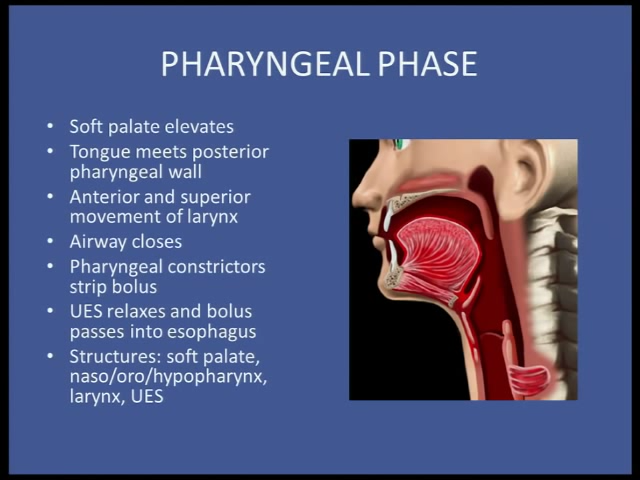 PHARYNGEAL PHASE
• Soft palate elevates
• Tongue meets posterior
pharyngeal wall
• Anterior and superior
movement of larynx
• Airway closes
• Pharyngeal constrictors
strip bolus
• UES relaxes and bolus
passes into esophagus
• Structures: soft palate,
naso/oro/hypopharynx,
larynx, UES